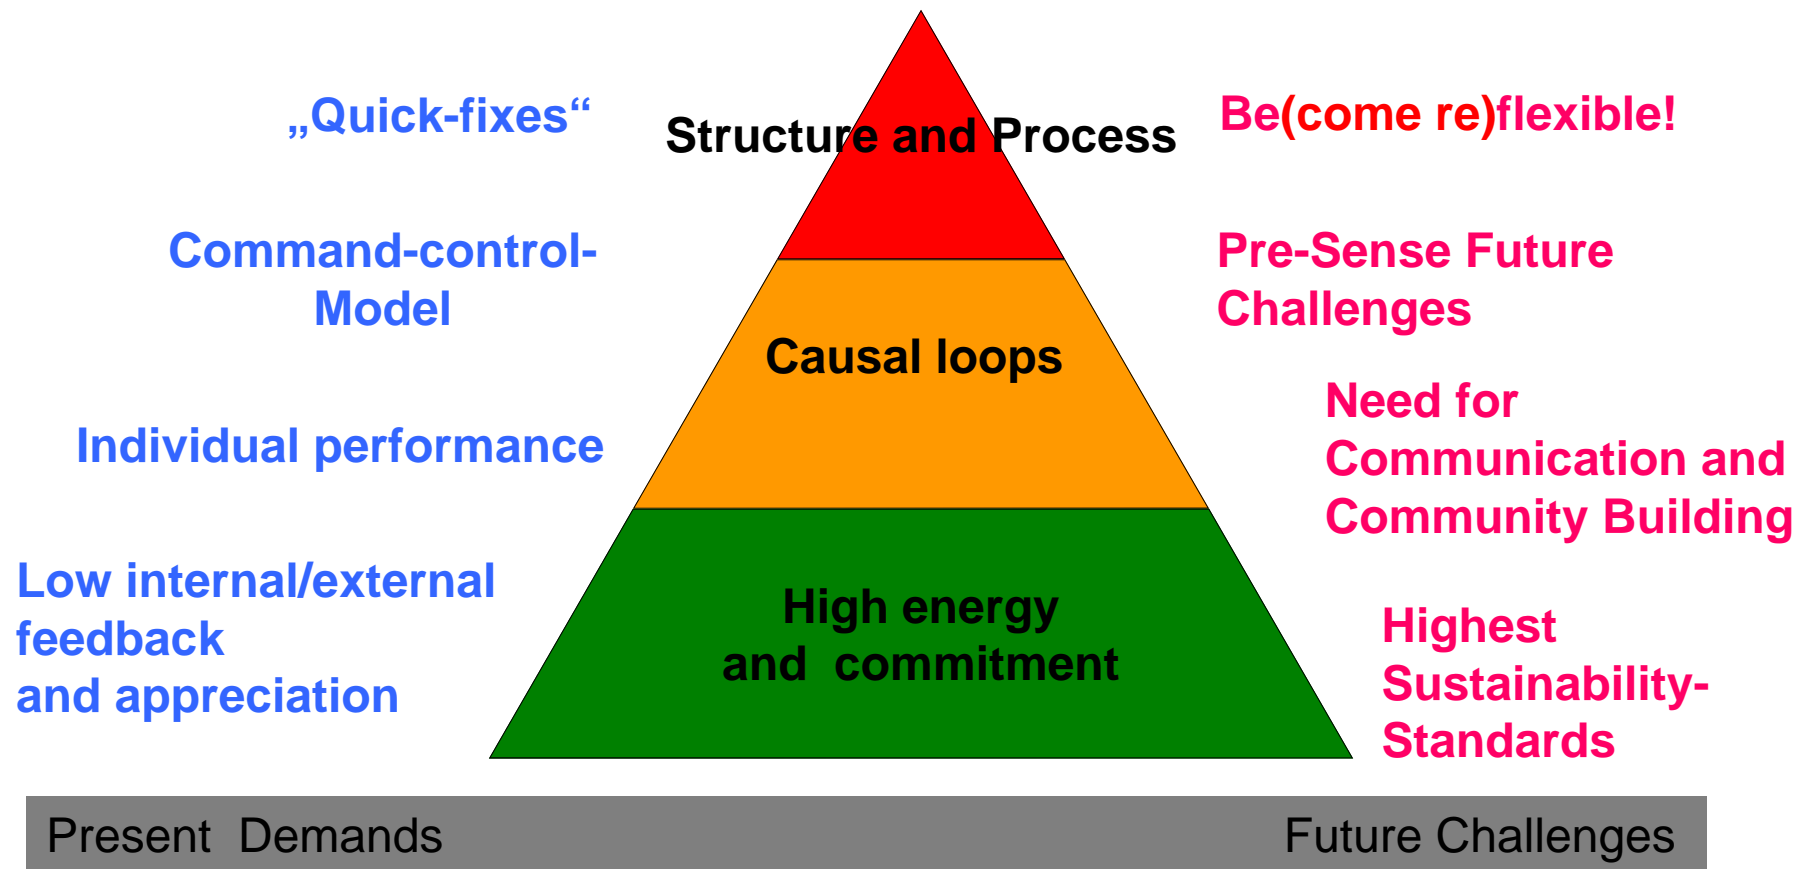 „Quick-fixes“
Command-control-
Model
Individual performance
Low internal/external
feedback
and appreciation
Structure and Process
Causal loops
High energy
and  commitment
Be(come re)flexible!
Pre-Sense Future
Challenges
Need for
Communication and
Community Building
Highest
Sustainability-
Standards
Present  Demands
Future Challenges